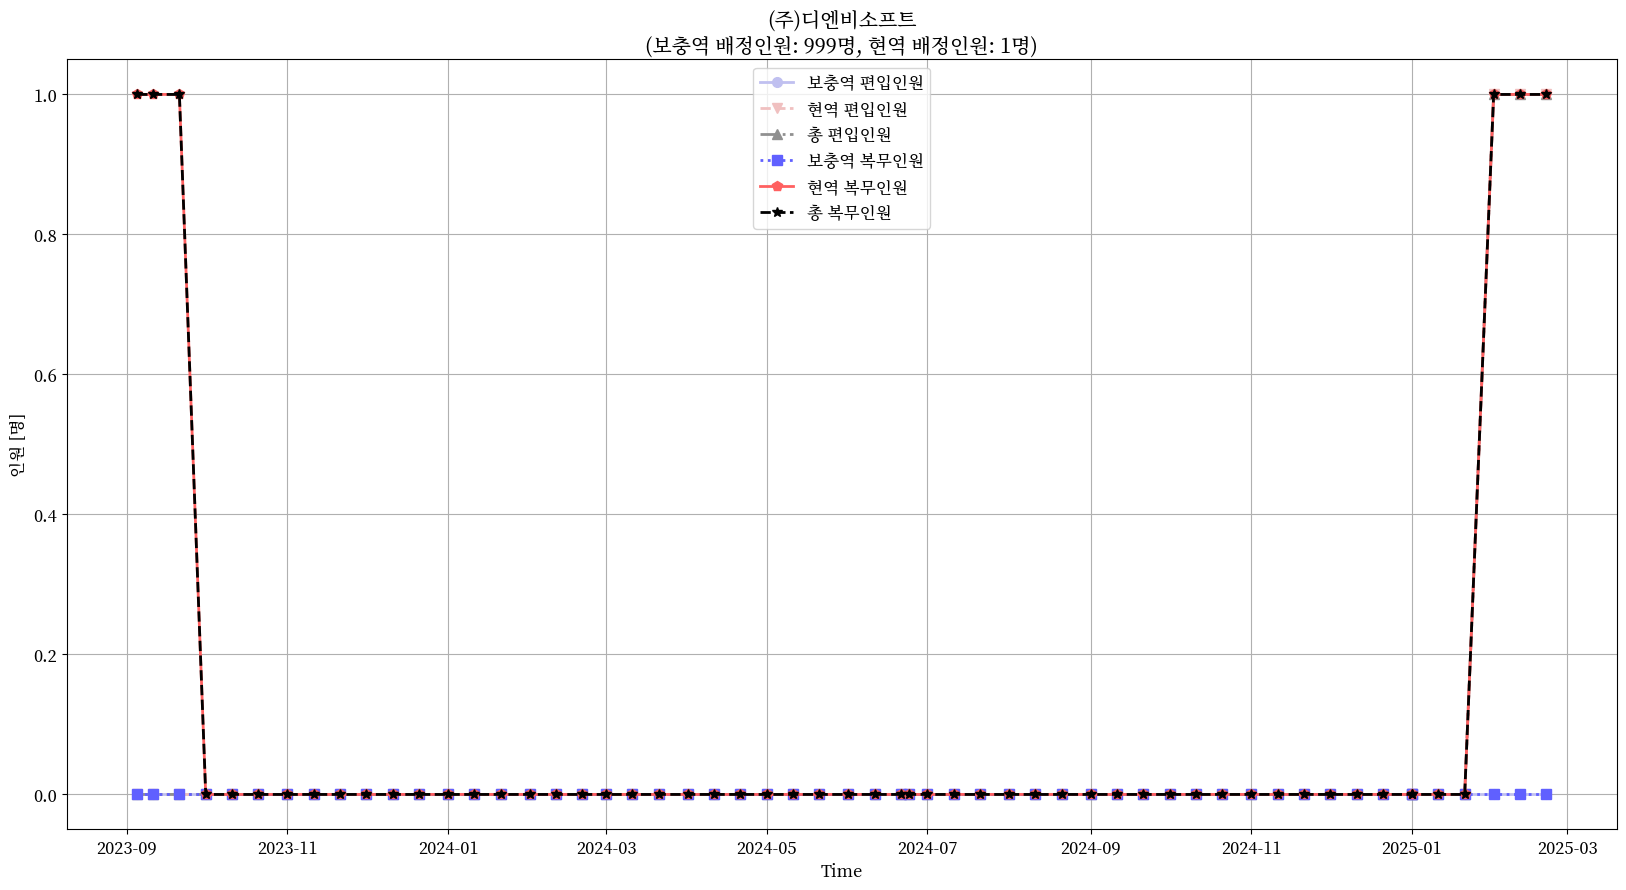 (주)디엔비소프트
(보충역 배정인원: 999명, 현역 배정인원: 1명)
보충역 편입인원
현역 편입인원
총 편입인원
보충역 복무인원
현역 복무인원
총 복무인원
인원 [명]
1.0
0.8
0.6
0.4
0.2
0.0
2023-09 2023-11 2024-01 2024-03 2024-05 2024-07 2024-09 2024-11 2025-01 2025-03
Time